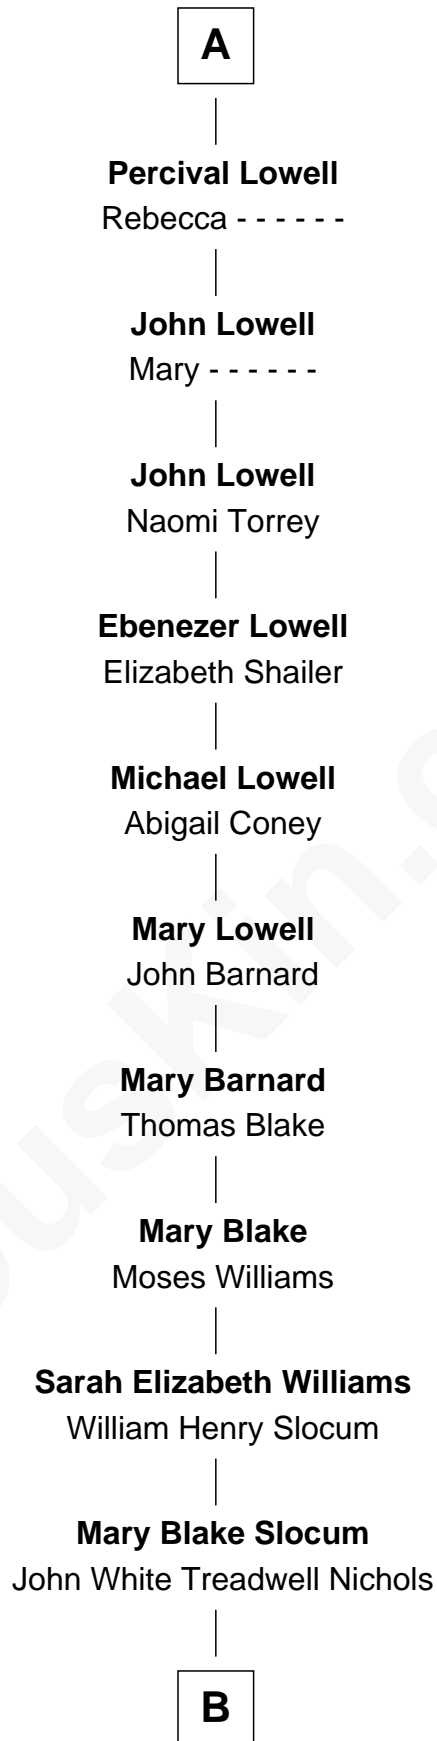 A
Percival Lowell
Rebecca - - - - - -
John Lowell
Mary - - - - - -
John Lowell
Naomi Torrey
Ebenezer Lowell
Elizabeth Shailer
Michael Lowell
Abigail Coney
Mary Lowell
John Barnard
Mary Barnard
Thomas Blake
Mary Blake
Moses Williams
Sarah Elizabeth Williams
William Henry Slocum
Mary Blake Slocum
John White Treadwell Nichols
B